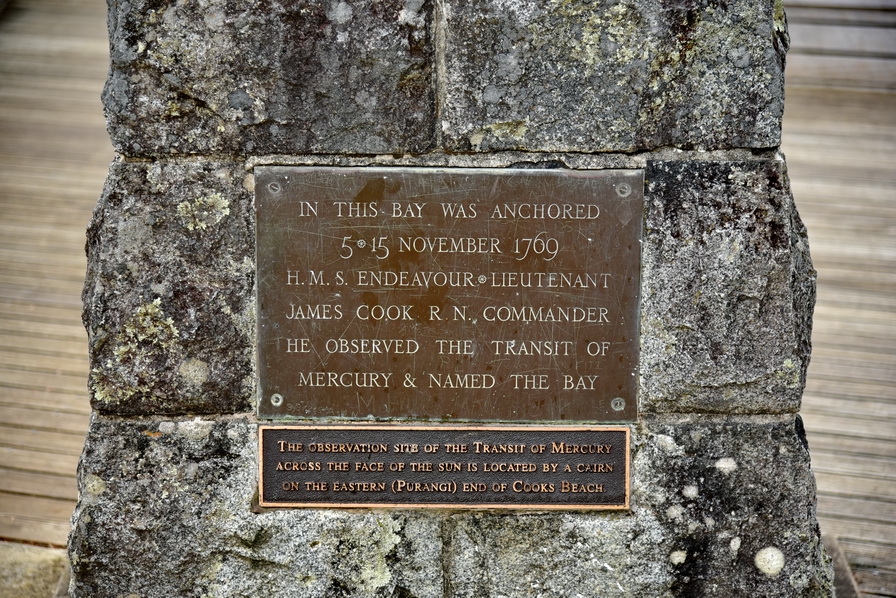 IN THIS BAY WAS ANCHORED
5 • 15 NOVEMBER 1769
H.M.S. ENDEAVOUR • LIEUTENANT
JAMES COOK R.N. COMMANDER
HE OBSERVED THE TRANSIT OF
MERCURY & NAMED THE BAY
THE OBSERVATION SITE OF THE TRANSIT OF MERCURY
ACROSS THE FACE OF THE SUN IS LOCATED BY A CAIRN
ON THE EASTERN (PURANGI) END OF COOKS BEACH